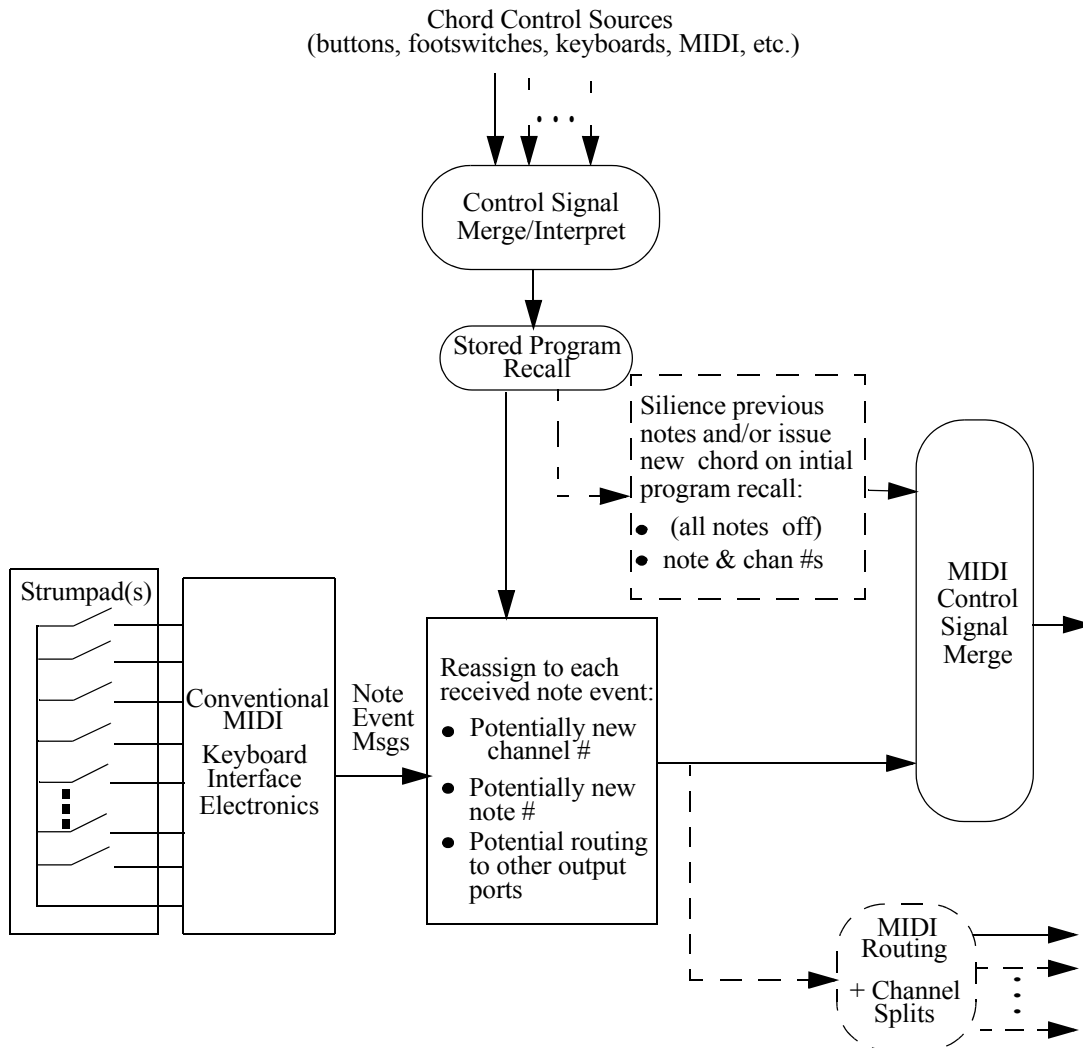 Chord Control Sources
(buttons, footswitches, keyboards, MIDI, etc.)
Control Signal
Merge/Interpret
Stored Program
Recall
Silience previous
notes and/or issue
new chord on intial
program recall:
• (all notes off)
• note & chan #s
MIDI
Control
Signal
Merge
Strumpad(s)
Conventional
MIDI
Keyboard
Interface
Electronics
Note
Event
Msgs
Reassign to each
received note event:
• Potentially new
channel #
• Potentially new
note #
• Potential routing
to other output
ports
MIDI
Routing
+ Channel
Splits